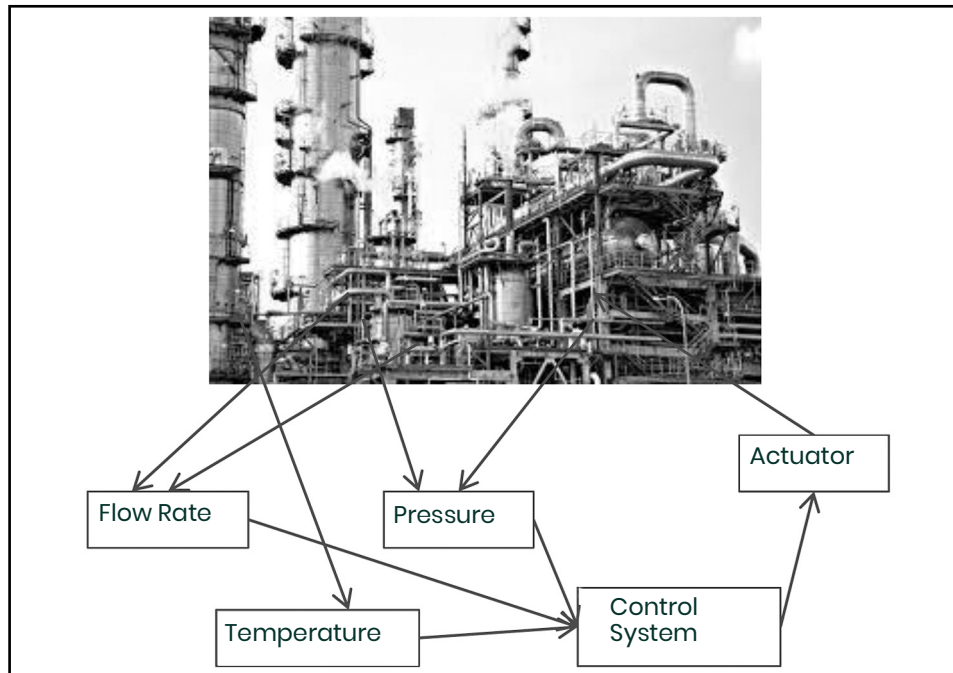 Actuator
Flow Rate
Pressure
Control
System
Temperature